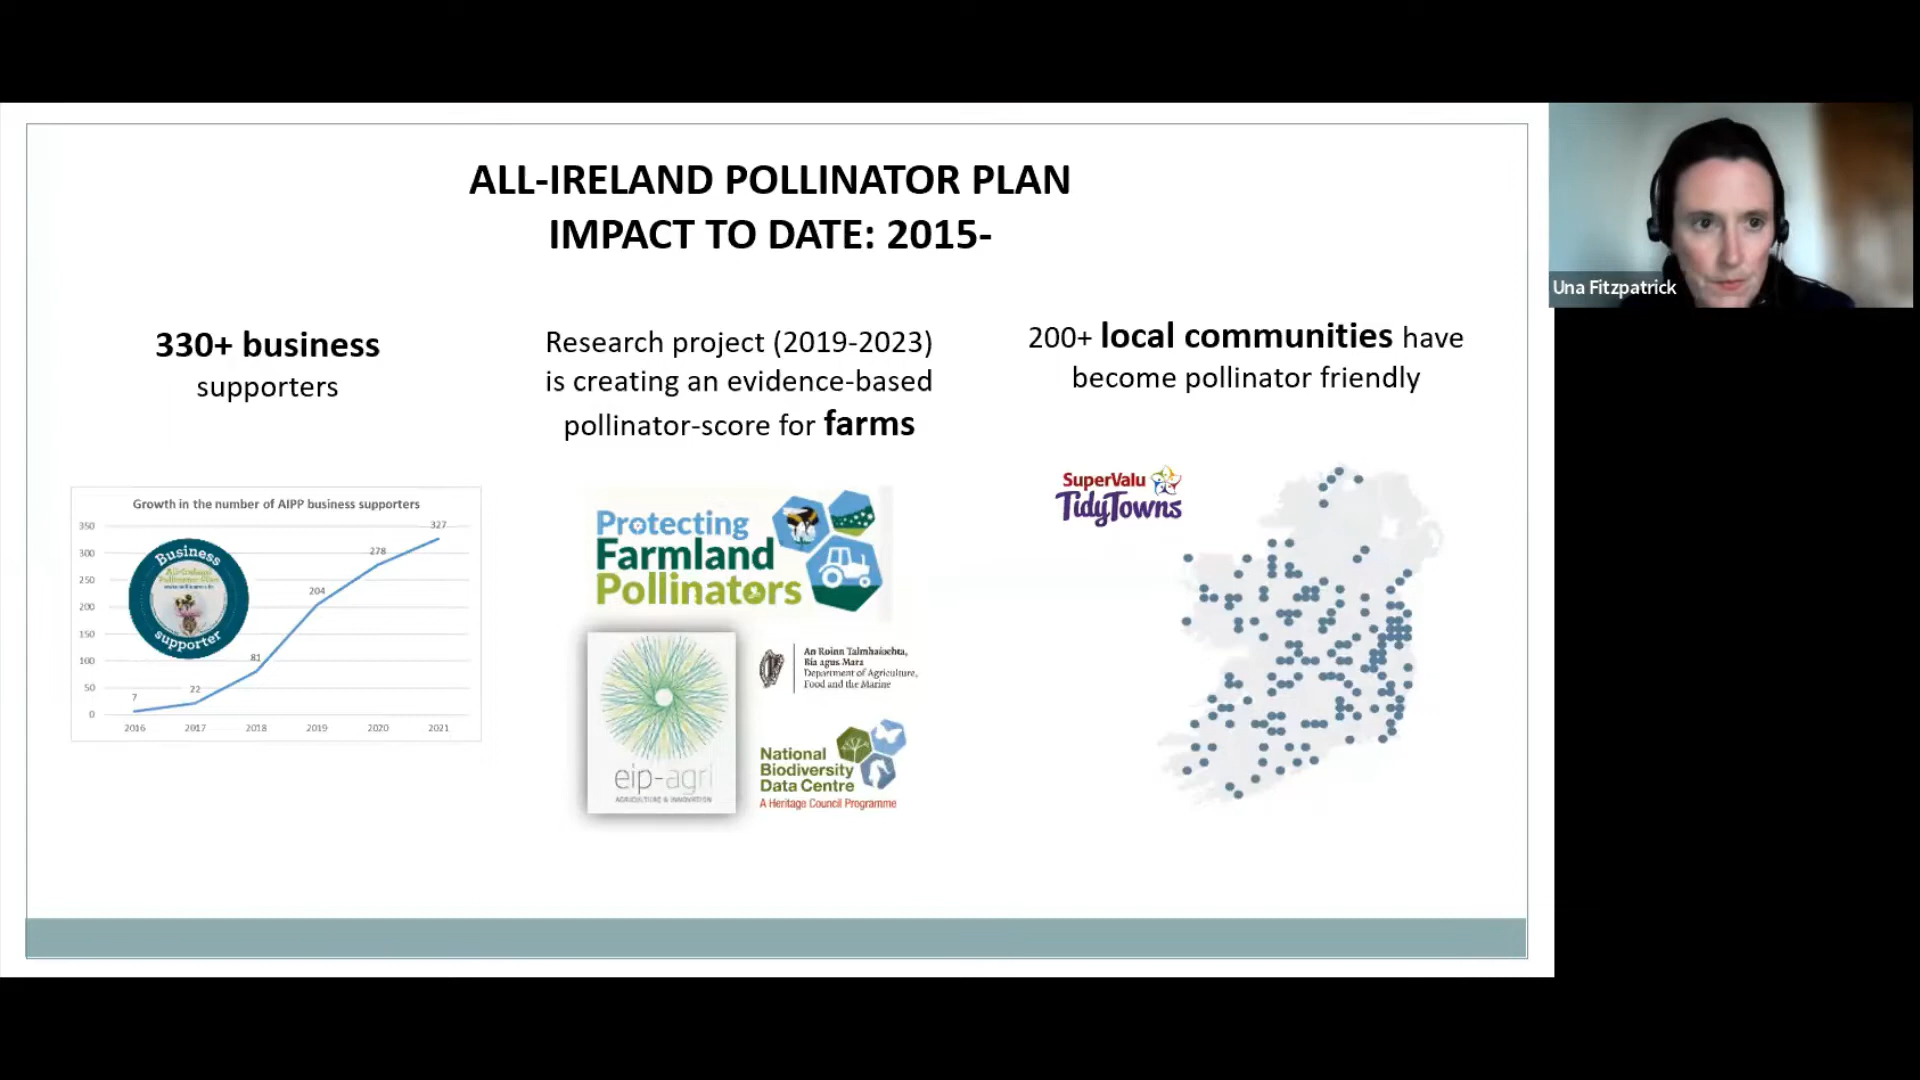 ALL-IRELAND POLLINATOR PLAN
IMPACT TO DATE: 2015-
Una Fitzpatrick
330+ business
supporters
Research project (2019-2023)
is creating an evidence-based
pollinator-score for farms
200+ local communities have
become pollinator friendly
Growth in the number of AIPP business supporters
350
300
250
200
150
100
50
0
7
22
81
204
278
327
2016
2017
2018
2019
2020
2021
Business
All-Ireland
Pollinator Plan
supporter
Protecting
Farmland
Pollinators
eip-agri
AGRICULTURE & INNOVATION
An Roinn Talmhaíochta,
Bia agus Mara
Department of Agriculture,
Food and the Marine
National
Biodiversity
Data Centre
A Heritage Council Programme
SuperValu
TidyTowns